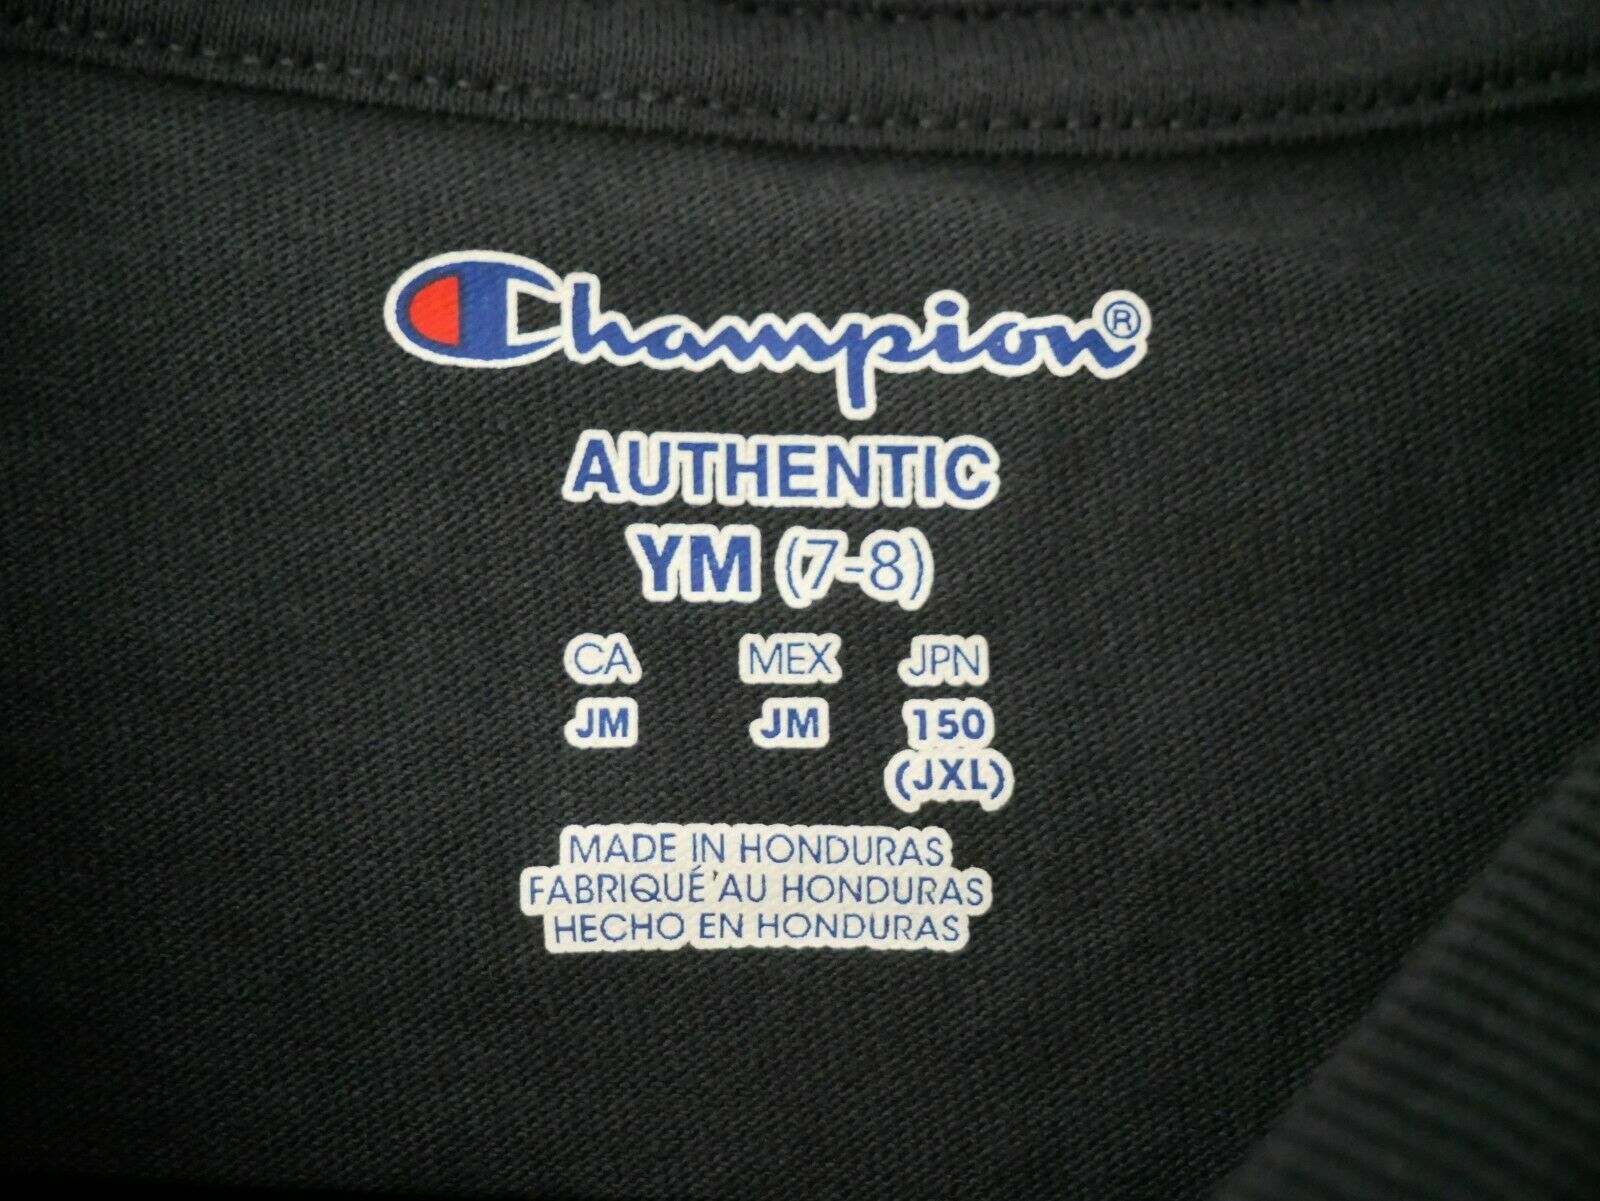 Champion®
AUTHENTIC
YM (7-8)
CA MEX JPN
JM JM 150
(JXL)
MADE IN HONDURAS
FABRIQUÉ AU HONDURAS
HECHO EN HONDURAS